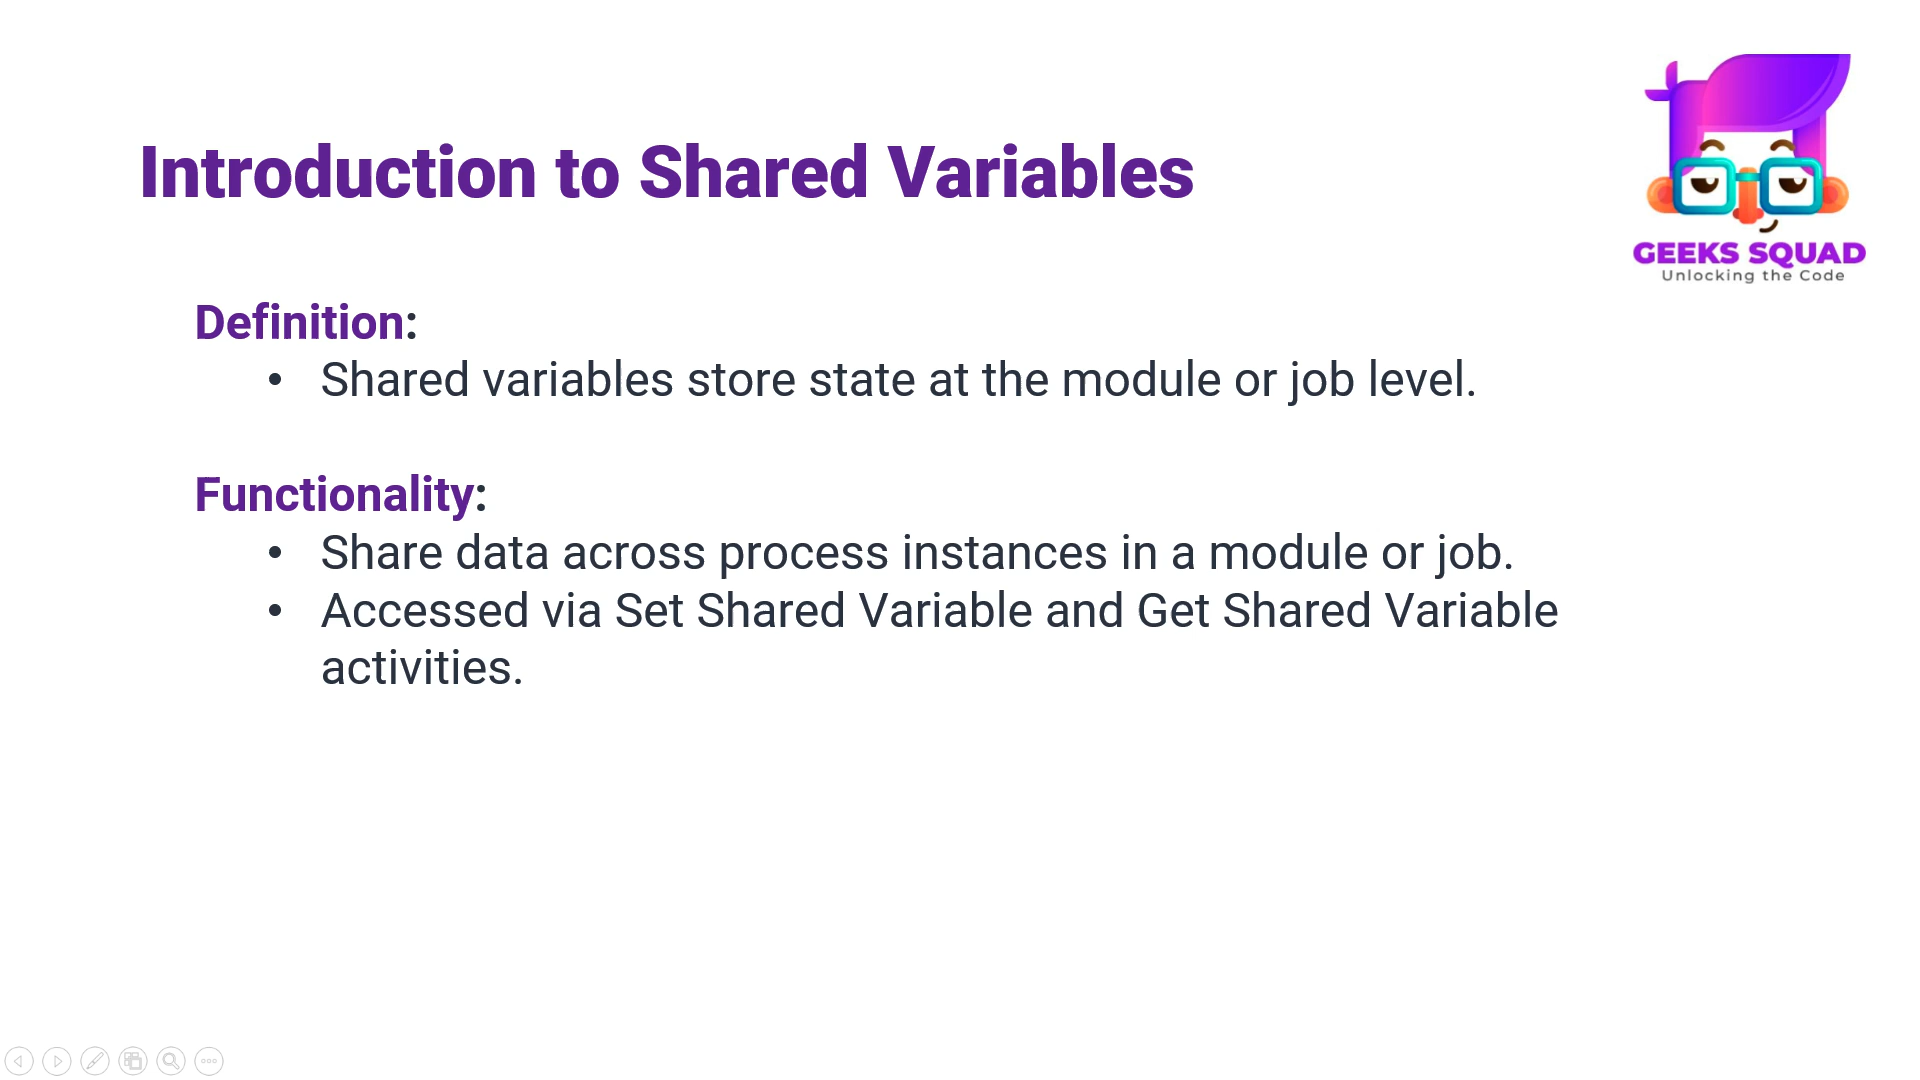 Introduction to Shared Variables
GEEKS SQUAD
Unlocking the Code
Definition:
• Shared variables store state at the module or job level.
Functionality:
• Share data across process instances in a module or job.
• Accessed via Set Shared Variable and Get Shared Variable
activities.